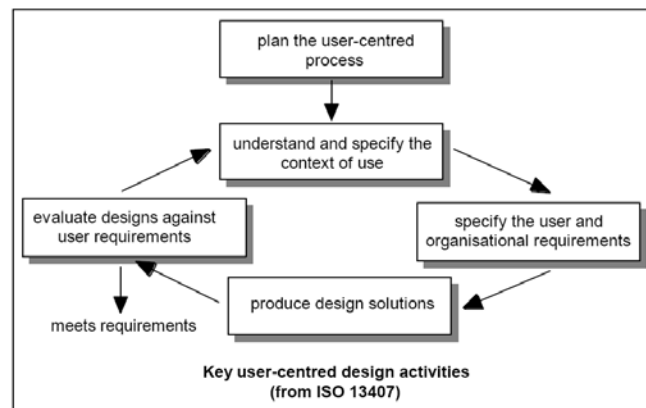 plan the user-centred
process
understand and specify the
context of use
evaluate designs against
user requirements
specify the user and
organisational requirements
produce design solutions
meets requirements
Key user-centred design activities
(from ISO 13407)